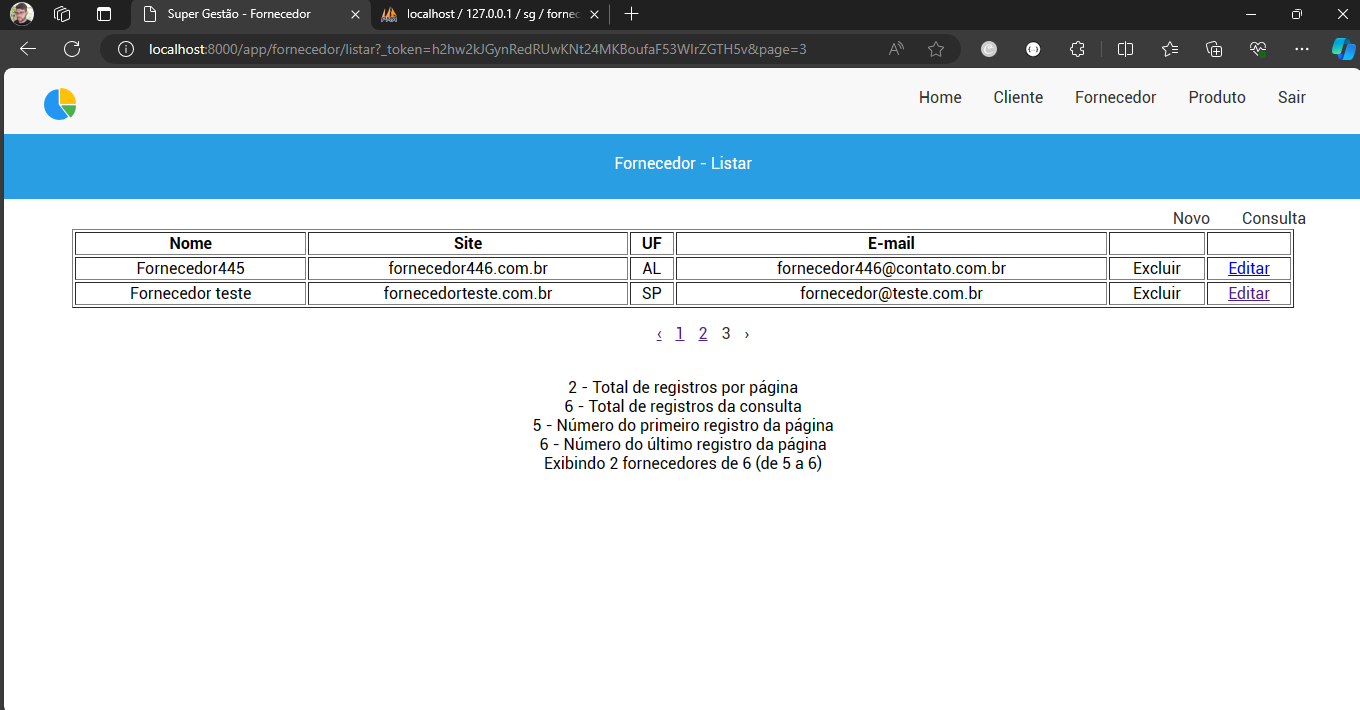 Super Gestão - Fornecedor
localhost / 127.0.0.1 / sg / fornec
localhost:8000/app/fornecedor/listar?_token=h2hw2kJGynRedRUwKNt24MKBoufaF53WIrZGTH5v&page=3
Home Cliente Fornecedor Produto Sair
Fornecedor - Listar
Novo Consulta
Nome Site UF E-mail
Fornecedor445 fornecedor446.com.br AL fornecedor446@contato.com.br Excluir Editar
Fornecedor teste fornecedorteste.com.br SP fornecedor@teste.com.br Excluir Editar
‹ 1 2 3 ›
2 - Total de registros por página
6 - Total de registros da consulta
5 - Número do primeiro registro da página
6 - Número do último registro da página
Exibindo 2 fornecedores de 6 (de 5 a 6)